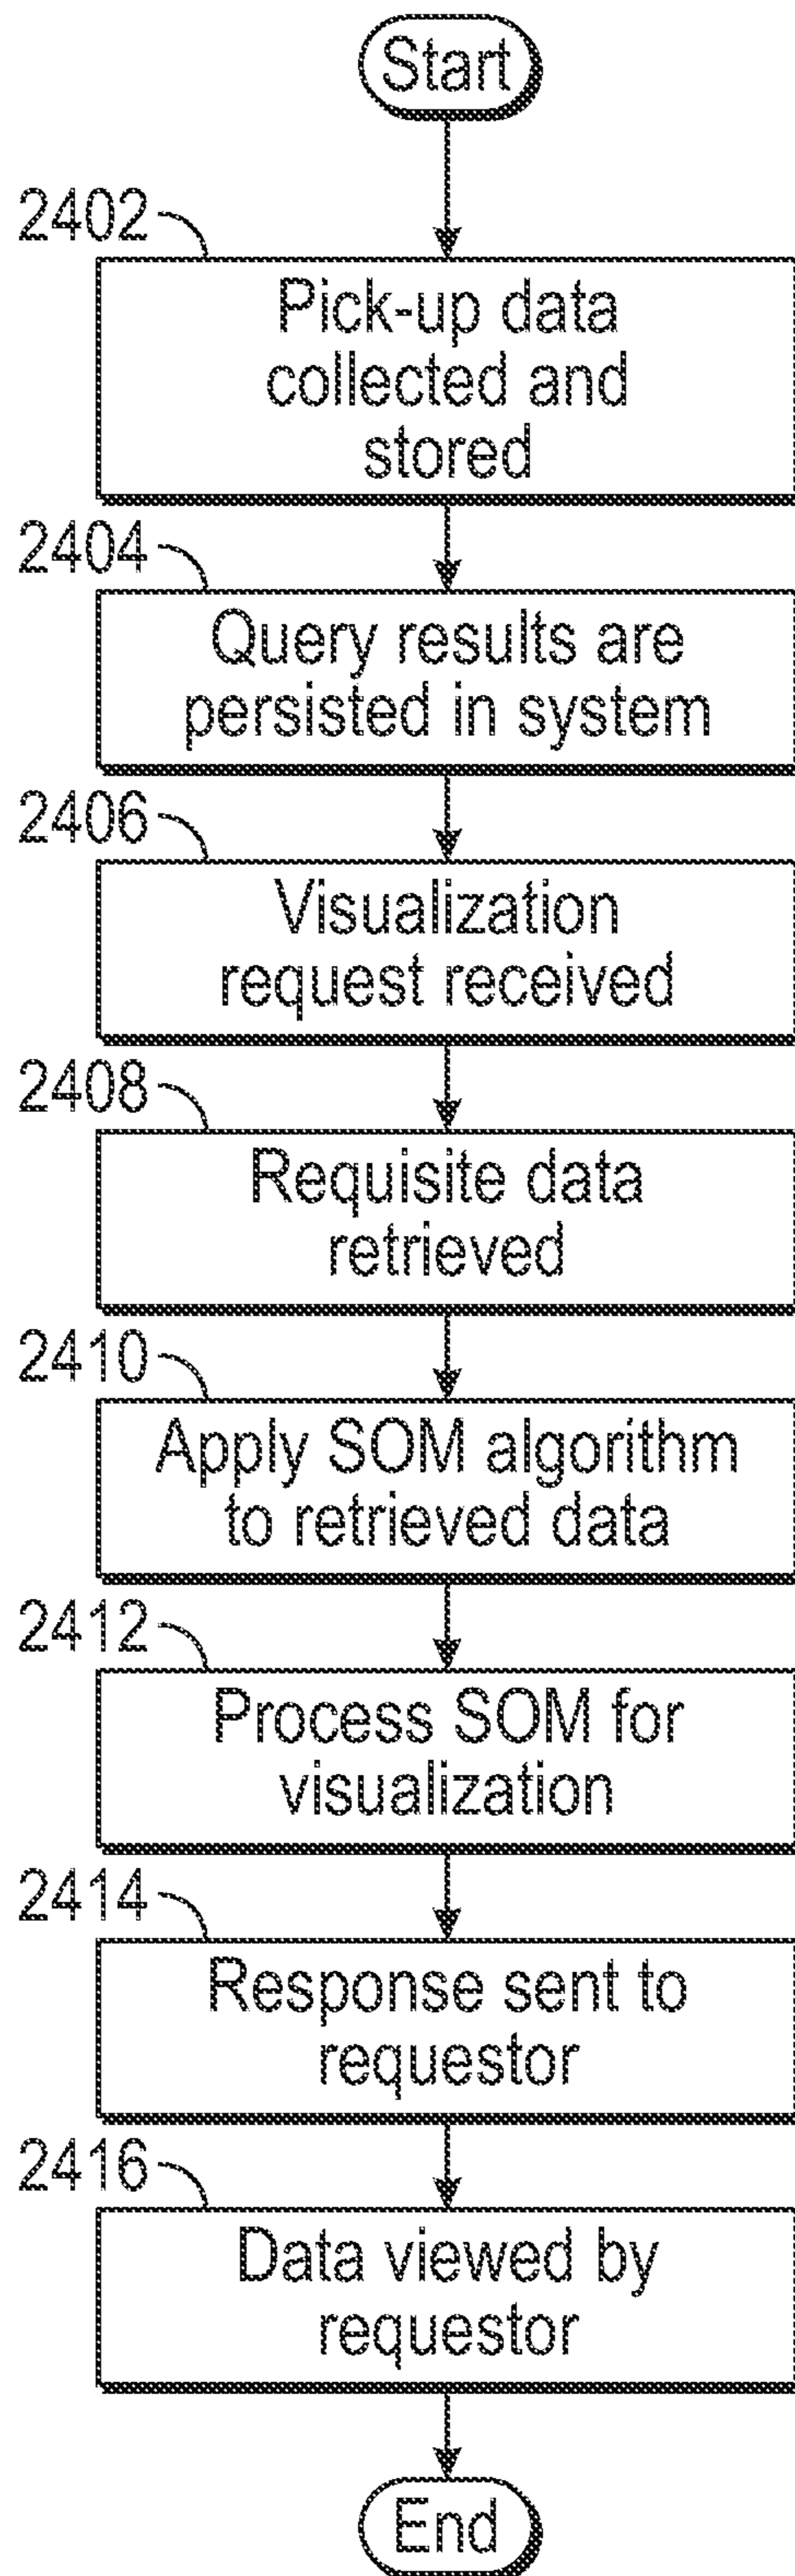 Start
2402
Pick-up data
collected and
stored
2404
Query results are
persisted in system
2406
Visualization
request received
2408
Requisite data
retrieved
2410
Apply SOM algorithm
to retrieved data
2412
Process SOM for
visualization
2414
Response sent to
requestor
2416
Data viewed by
requestor
End